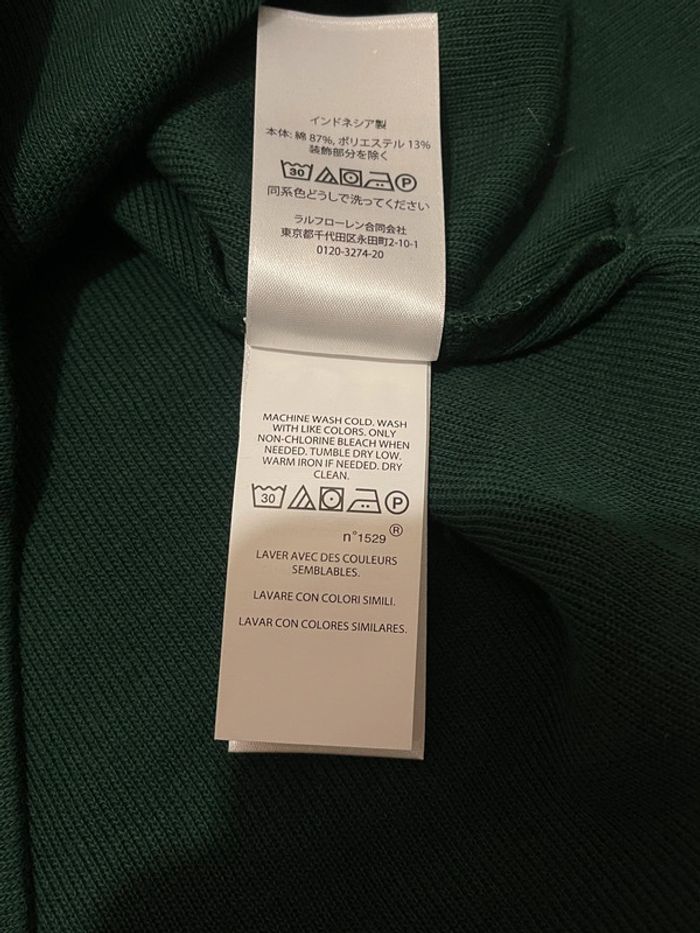 インドネシア製
本体: 綿 87%, ポリエステル 13%
装飾部分を除く
30 P
同系色どうしで洗ってください
ラルフローレン合同会社
東京都千代田区永田町2-10-1
0120-3274-20
MACHINE WASH COLD. WASH
WITH LIKE COLORS. ONLY
NON-CHLORINE BLEACH WHEN
NEEDED. TUMBLE DRY LOW.
WARM IRON IF NEEDED. DRY
CLEAN.
30 P
n°1529 ®
LAVER AVEC DES COULEURS
SEMBLABLES.
LAVARE CON COLORI SIMILI.
LAVAR CON COLORES SIMILARES.